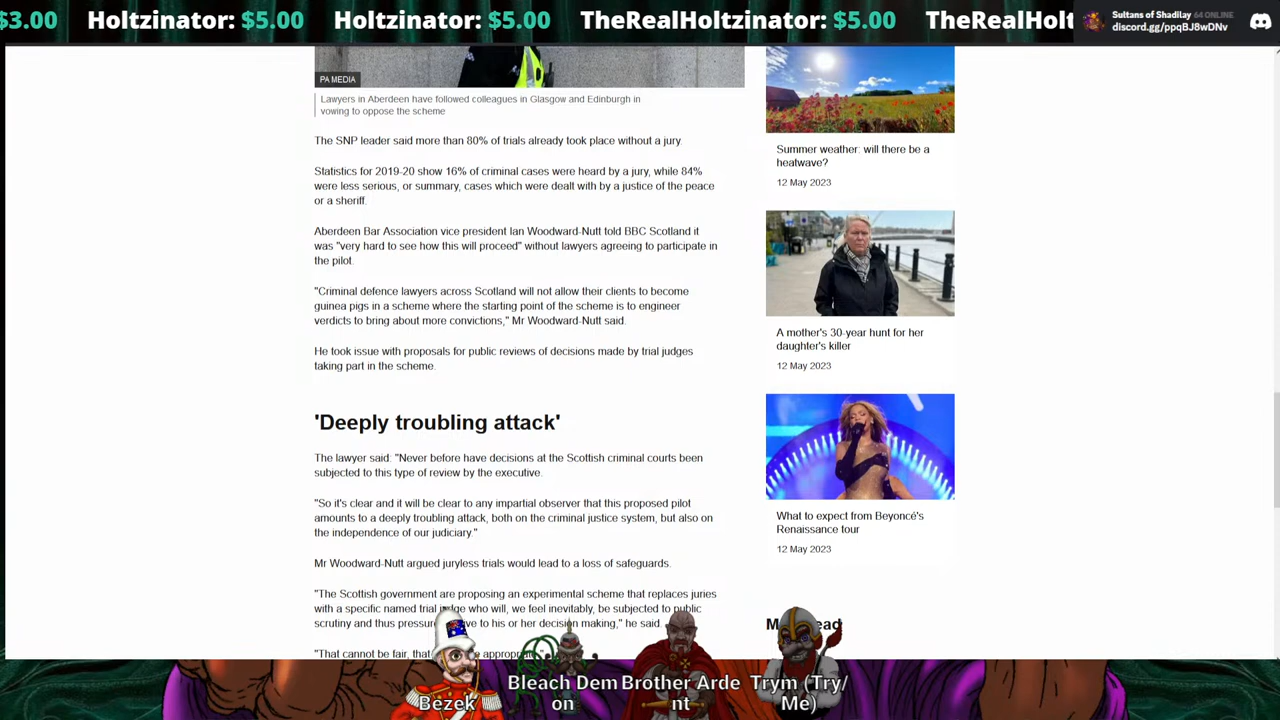 $3.00 Holtzinator: $5.00 Holtzinator: $5.00 TheRealHoltzinator: $5.00 TheRealHolt
Sultans of Shadilay 64 ONLINE
discord.gg/ppqBJ8wDNv
PA MEDIA
Lawyers in Aberdeen have followed colleagues in Glasgow and Edinburgh in
vowing to oppose the scheme
The SNP leader said more than 80% of trials already took place without a jury.
Statistics for 2019-20 show 16% of criminal cases were heard by a jury, while 84%
were less serious, or summary, cases which were dealt with by a justice of the peace
or a sheriff.
Aberdeen Bar Association vice president Ian Woodward-Nutt told BBC Scotland it
was "very hard to see how this will proceed" without lawyers agreeing to participate in
the pilot.
"Criminal defence lawyers across Scotland will not allow their clients to become
guinea pigs in a scheme where the starting point of the scheme is to engineer
verdicts to bring about more convictions," Mr Woodward-Nutt said.
He took issue with proposals for public reviews of decisions made by trial judges
taking part in the scheme.
'Deeply troubling attack'
The lawyer said: "Never before have decisions at the Scottish criminal courts been
subjected to this type of review by the executive.
"So it's clear and it will be clear to any impartial observer that this proposed pilot
amounts to a deeply troubling attack, both on the criminal justice system, but also on
the independence of our judiciary."
Mr Woodward-Nutt argued juryless trials would lead to a loss of safeguards.
"The Scottish government are proposing an experimental scheme that replaces juries
with a specific named trial judge who will, we feel inevitably, be subjected to public
scrutiny and thus pressure to his or her decision making," he said.
"That cannot be fair, that appropriate."
Summer weather: will there be a
heatwave?
12 May 2023
A mother's 30-year hunt for her
daughter's killer
12 May 2023
What to expect from Beyoncé's
Renaissance tour
12 May 2023
Bezek
Bleach Dem
on
Brother Arde
nt
Trym (Try/
Me)